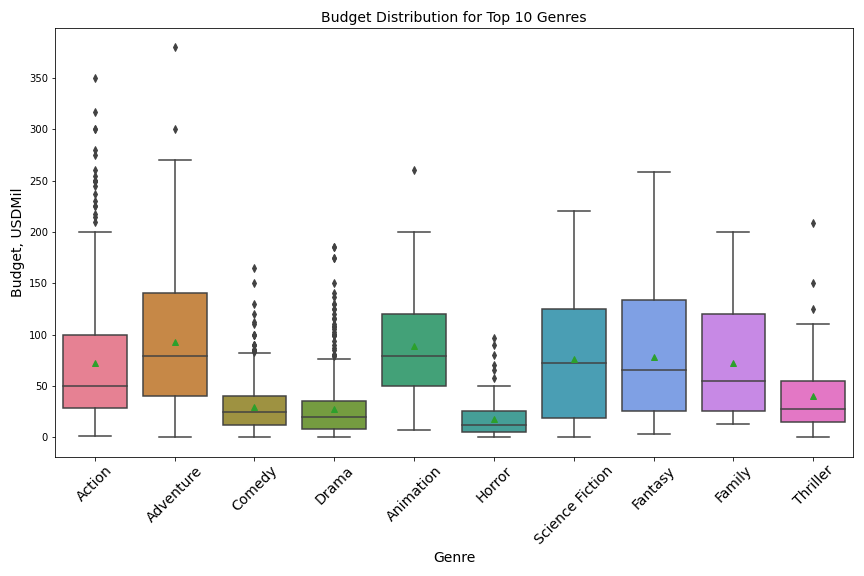 Budget Distribution for Top 10 Genres
Budget, USDMil
350
300
250
200
150
100
50
0
Action
Adventure
Comedy
Drama
Animation
Horror
Science Fiction
Fantasy
Family
Thriller
Genre